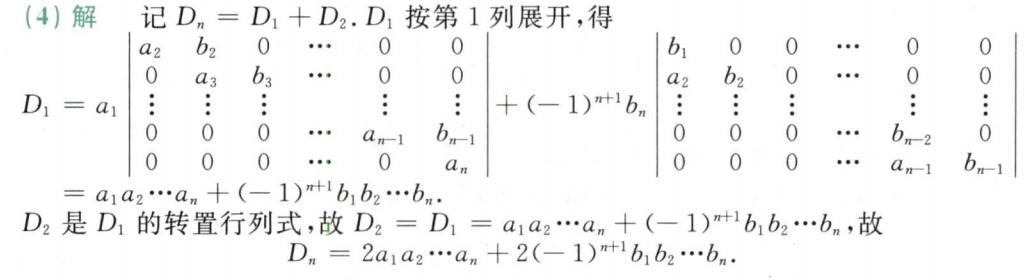 (4) 解 记 Dₙ = D₁ + D₂. D₁ 按第 1 列展开,得
D₁ = a₁ | a₂ b₂ 0 ⋯ 0 0 | + (−1)ⁿ⁺¹bₙ | b₁ 0 0 ⋯ 0 0 |
| 0 a₃ b₃ ⋯ 0 0 | | a₂ b₂ 0 ⋯ 0 0 |
| ⋮ ⋮ ⋮ ⋮ ⋮ | | ⋮ ⋮ ⋮ ⋮ ⋮ |
| 0 0 0 ⋯ aₙ₋₁ bₙ₋₁ | | 0 0 0 ⋯ bₙ₋₂ 0 |
| 0 0 0 ⋯ 0 aₙ | | 0 0 0 ⋯ aₙ₋₁ bₙ₋₁ |
= a₁a₂⋯aₙ + (−1)ⁿ⁺¹b₁b₂⋯bₙ.
D₂ 是 D₁ 的转置行列式,故 D₂ = D₁ = a₁a₂⋯aₙ + (−1)ⁿ⁺¹b₁b₂⋯bₙ,故
Dₙ = 2a₁a₂⋯aₙ + 2(−1)ⁿ⁺¹b₁b₂⋯bₙ.